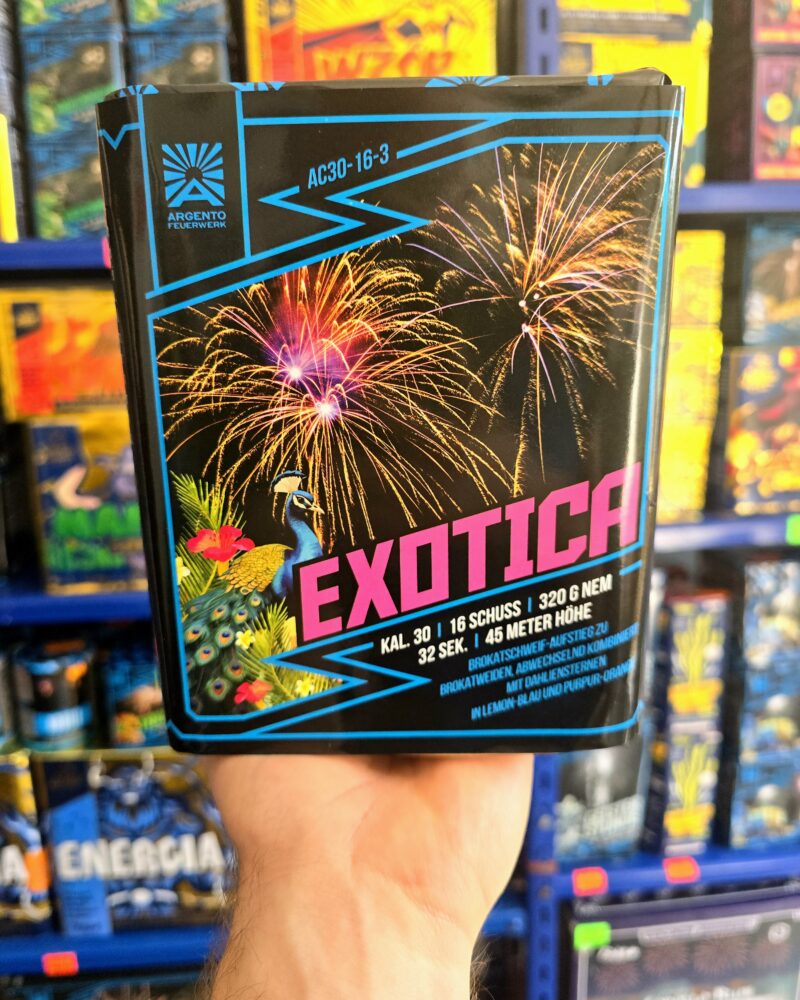 AC30-16-3
ARGENTO
FEUERWERK
EXOTICA
KAL. 30 | 16 SCHUSS | 320 G NEM
32 SEK. | 45 METER HÖHE
BROKATSCHWEIF-AUFSTIEG ZU
BROKATWEIDEN, ABWECHSELND KOMBINIERT
MIT DAHLIENSTERNEN
IN LEMON-BLAU UND PURPUR-ORANGE
ENERGIA